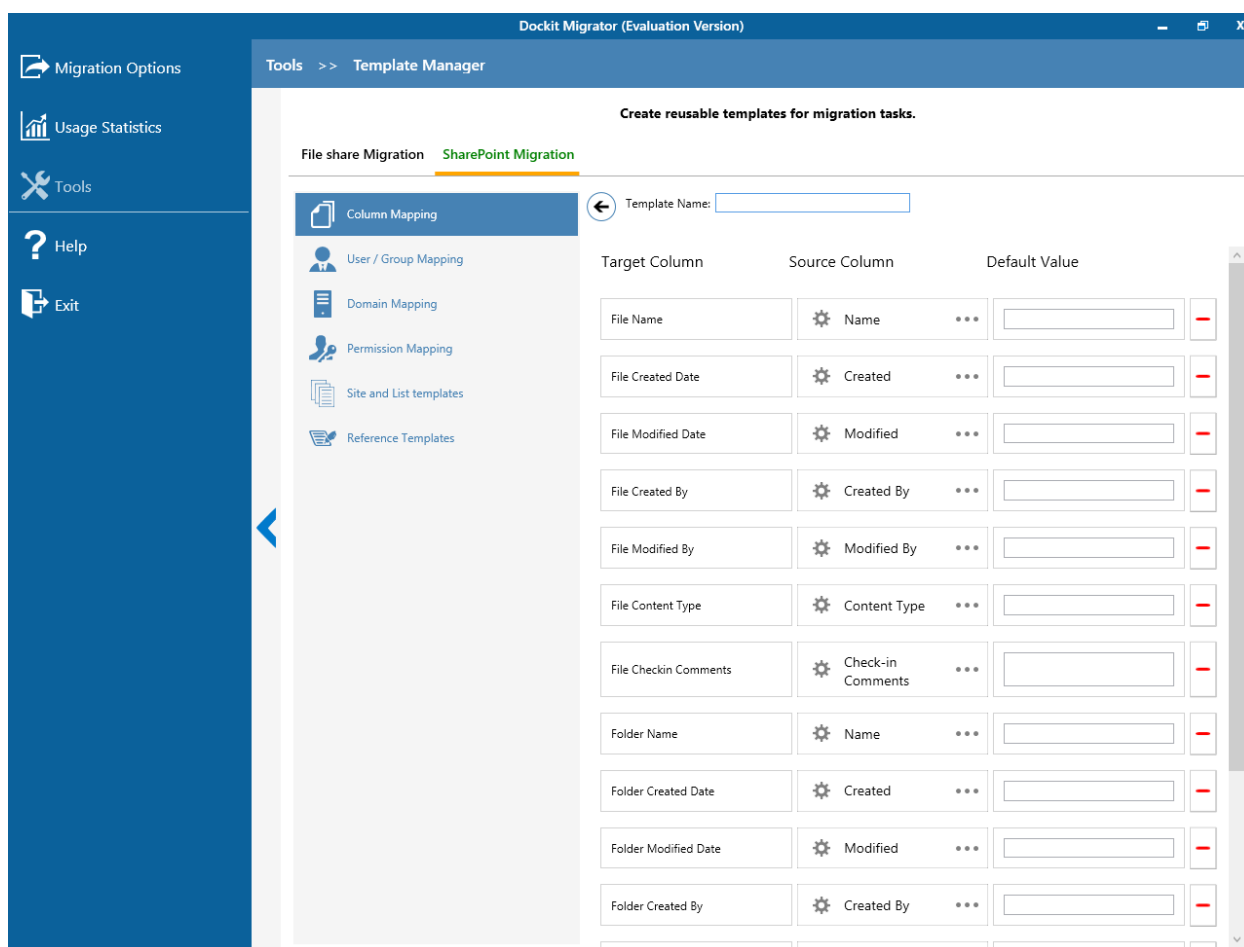 Dockit Migrator (Evaluation Version)
Migration Options
Usage Statistics
Tools
Help
Exit
Tools >> Template Manager
Create reusable templates for migration tasks.
File share Migration SharePoint Migration
Column Mapping
User / Group Mapping
Domain Mapping
Permission Mapping
Site and List templates
Reference Templates
Template Name:
Target Column Source Column Default Value
File Name Name
File Created Date Created
File Modified Date Modified
File Created By Created By
File Modified By Modified By
File Content Type Content Type
File Checkin Comments Check-in
Comments
Folder Name Name
Folder Created Date Created
Folder Modified Date Modified
Folder Created By Created By